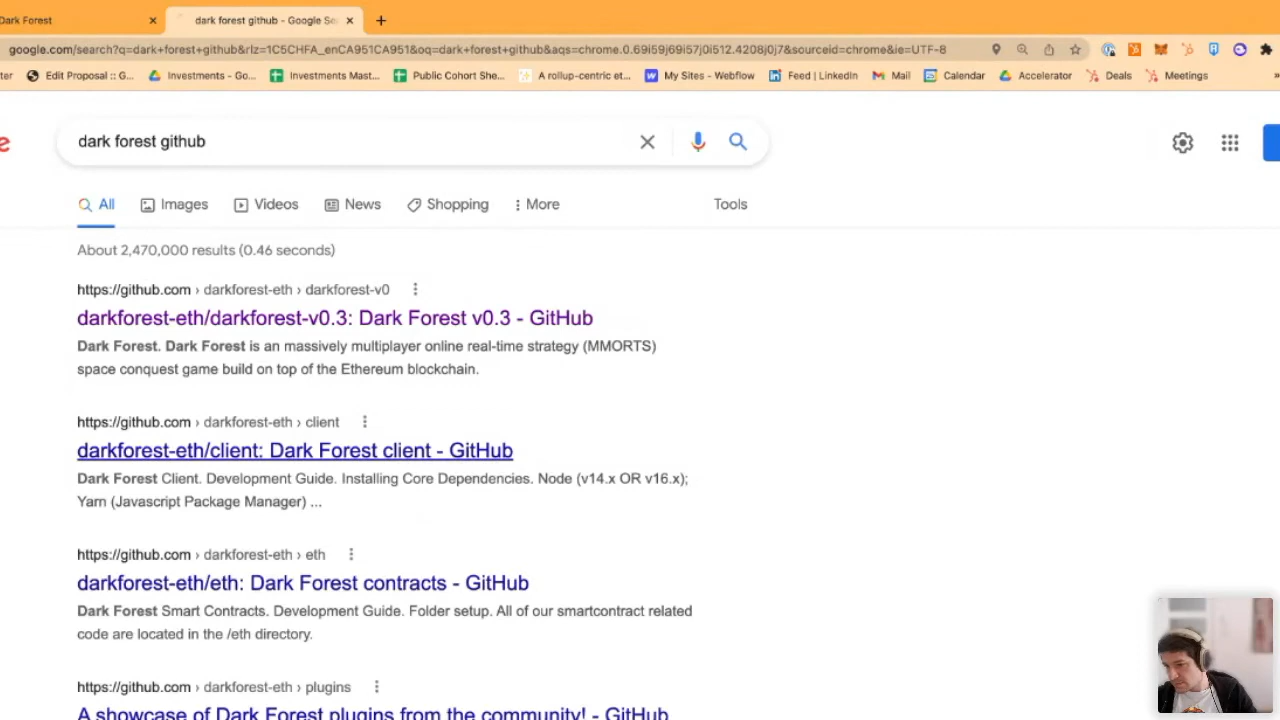 Dark Forest
dark forest github - Google Se
google.com/search?q=dark+forest+github&rlz=1C5CHFA_enCA951CA951&oq=dark+forest+github&aqs=chrome.0.69i59j69i57j0i512.4208j0j7&sourceid=chrome&ie=UTF-8
ter Edit Proposal :: G... Investments - Go... Investments Mast... Public Cohort She... A rollup-centric et... My Sites - Webflow Feed | LinkedIn Mail Calendar Accelerator Deals Meetings »
e dark forest github
All Images Videos News Shopping More Tools
About 2,470,000 results (0.46 seconds)
https://github.com › darkforest-eth › darkforest-v0
darkforest-eth/darkforest-v0.3: Dark Forest v0.3 - GitHub
Dark Forest. Dark Forest is an massively multiplayer online real-time strategy (MMORTS)
space conquest game build on top of the Ethereum blockchain.
https://github.com › darkforest-eth › client
darkforest-eth/client: Dark Forest client - GitHub
Dark Forest Client. Development Guide. Installing Core Dependencies. Node (v14.x OR v16.x);
Yarn (Javascript Package Manager) ...
https://github.com › darkforest-eth › eth
darkforest-eth/eth: Dark Forest contracts - GitHub
Dark Forest Smart Contracts. Development Guide. Folder setup. All of our smartcontract related
code are located in the /eth directory.
https://github.com › darkforest-eth › plugins
A showcase of Dark Forest plugins from the community! - GitHub